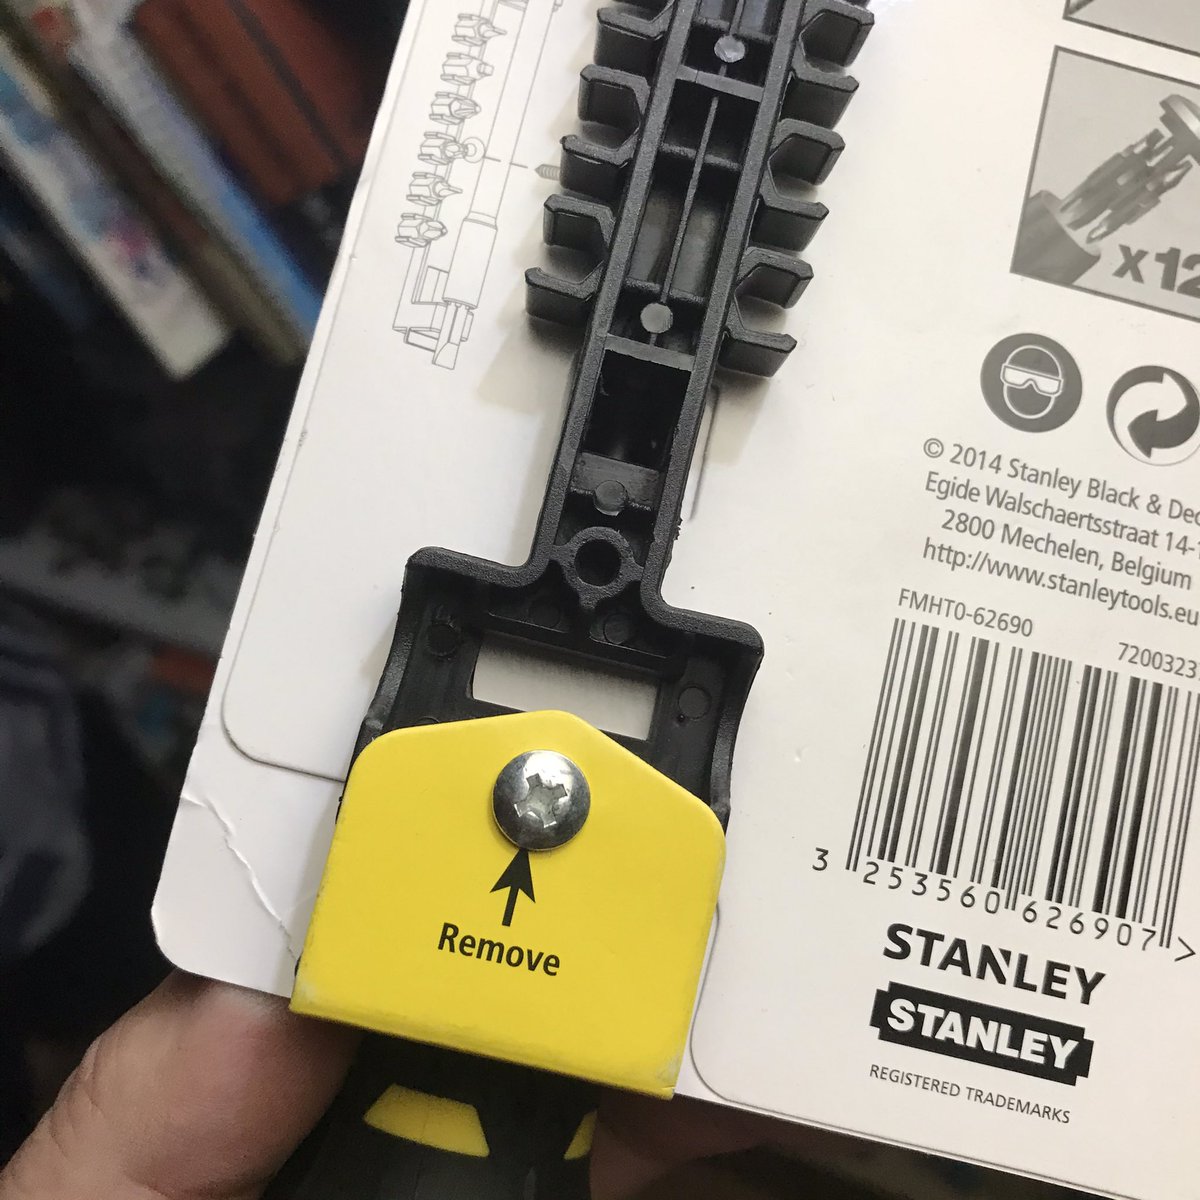 x12
© 2014 Stanley Black & Dec
Egide Walschaertsstraat 14-1
2800 Mechelen, Belgium
http://www.stanleytools.eu
FMHT0-62690
7200323
3 253560 626907 >
Remove
STANLEY
STANLEY
REGISTERED TRADEMARKS